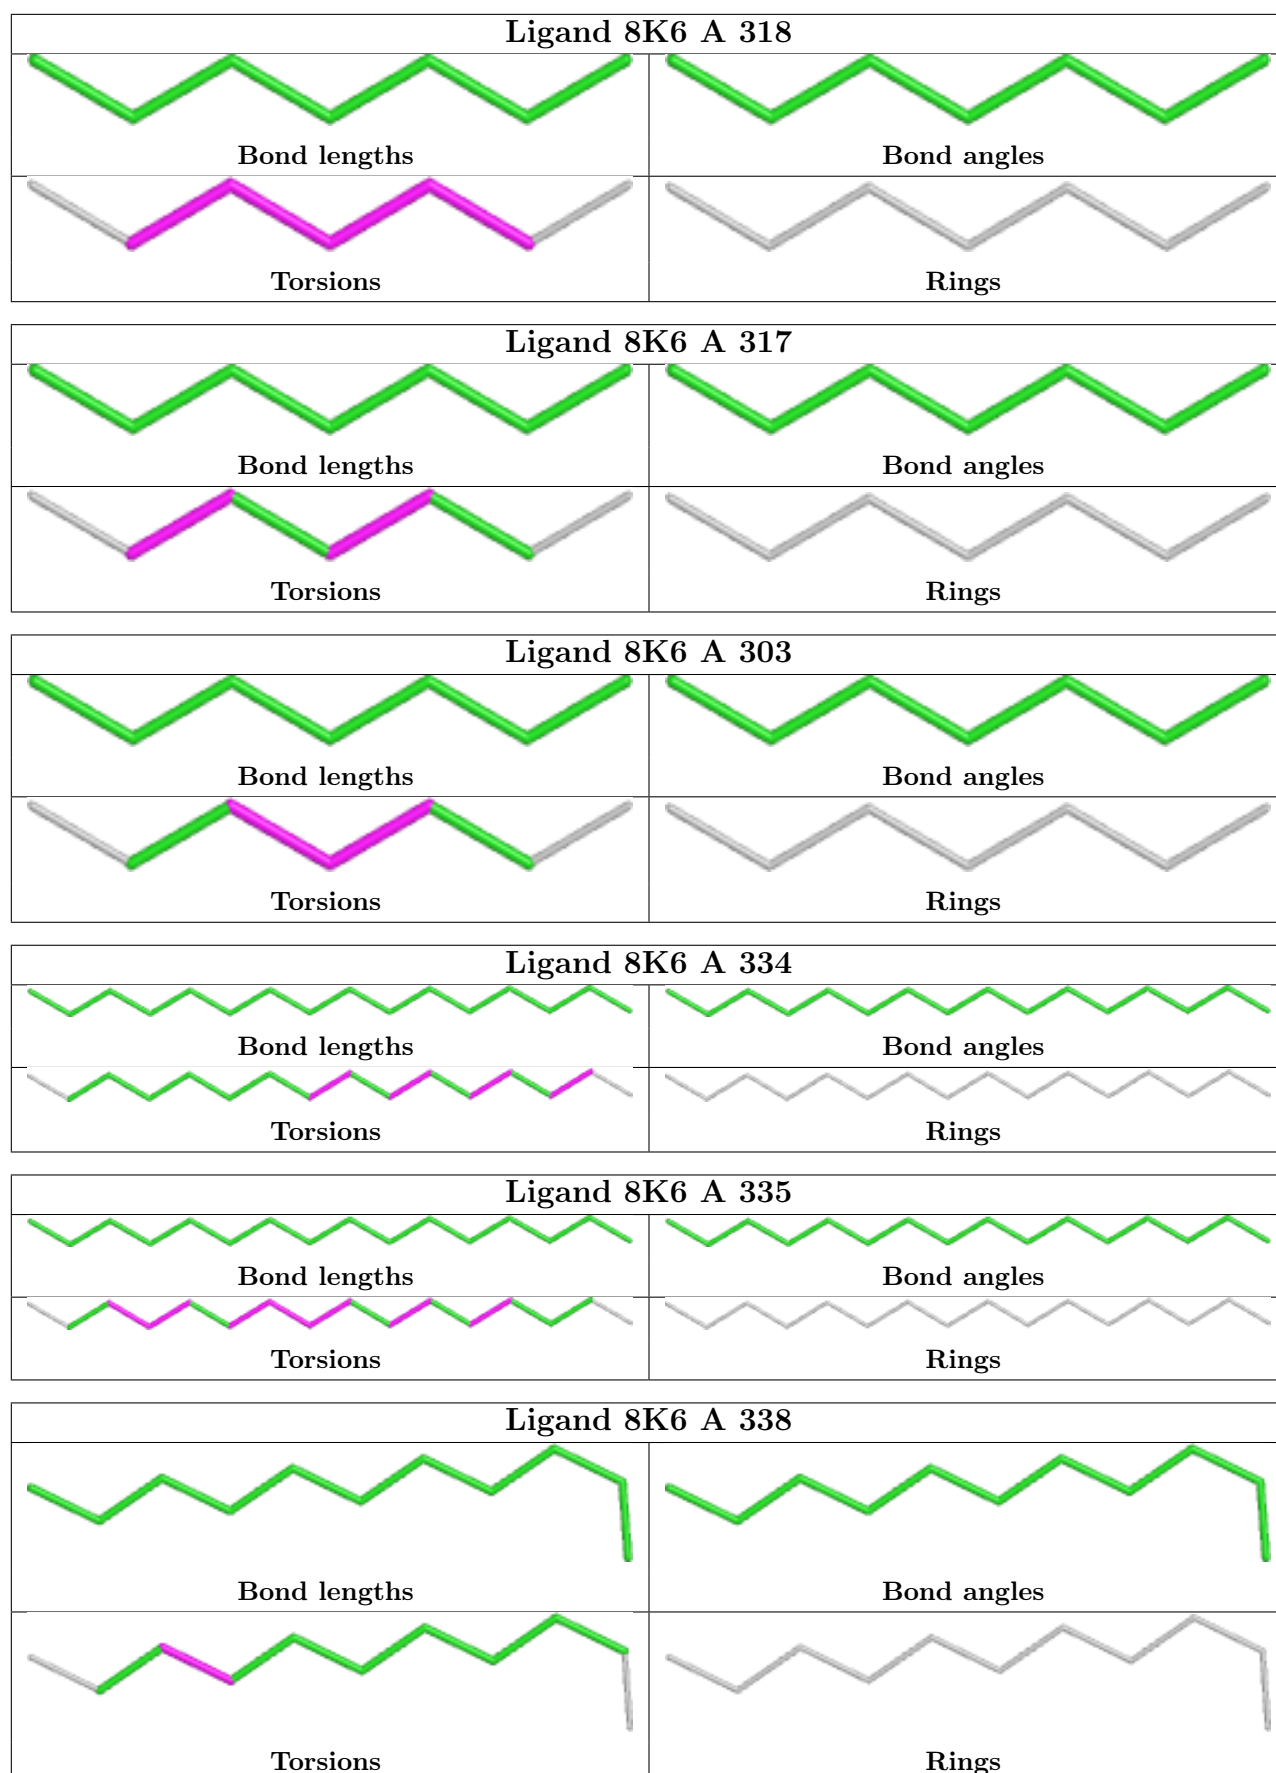 Ligand 8K6 A 318
Bond lengths
Bond angles
Torsions
Rings
Ligand 8K6 A 317
Bond lengths
Bond angles
Torsions
Rings
Ligand 8K6 A 303
Bond lengths
Bond angles
Torsions
Rings
Ligand 8K6 A 334
Bond lengths
Bond angles
Torsions
Rings
Ligand 8K6 A 335
Bond lengths
Bond angles
Torsions
Rings
Ligand 8K6 A 338
Bond lengths
Bond angles
Torsions
Rings